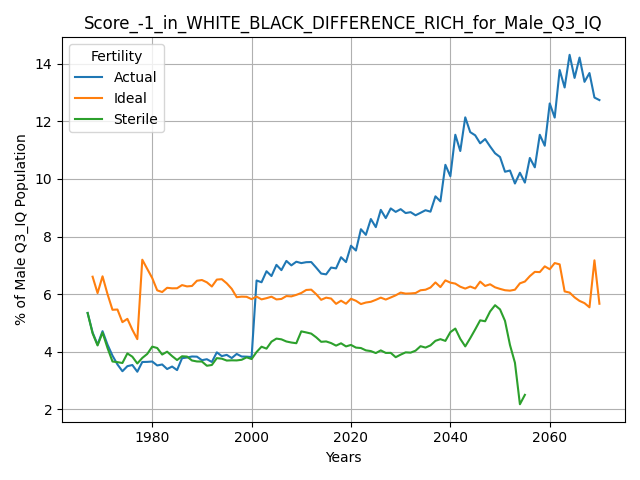 Score_-1_in_WHITE_BLACK_DIFFERENCE_RICH_for_Male_Q3_IQ
Fertility
Actual
Ideal
Sterile
% of Male Q3_IQ Population
14
12
10
8
6
4
2
1980
2000
2020
2040
2060
Years